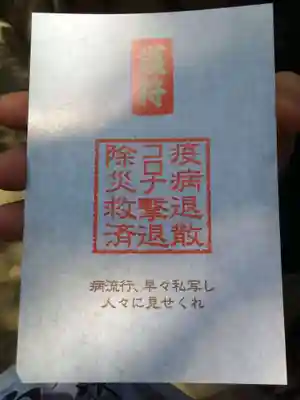 護符
疫病退散
コロナ撃退
除災救済
病流行、早々私写し
人々に見せくれ